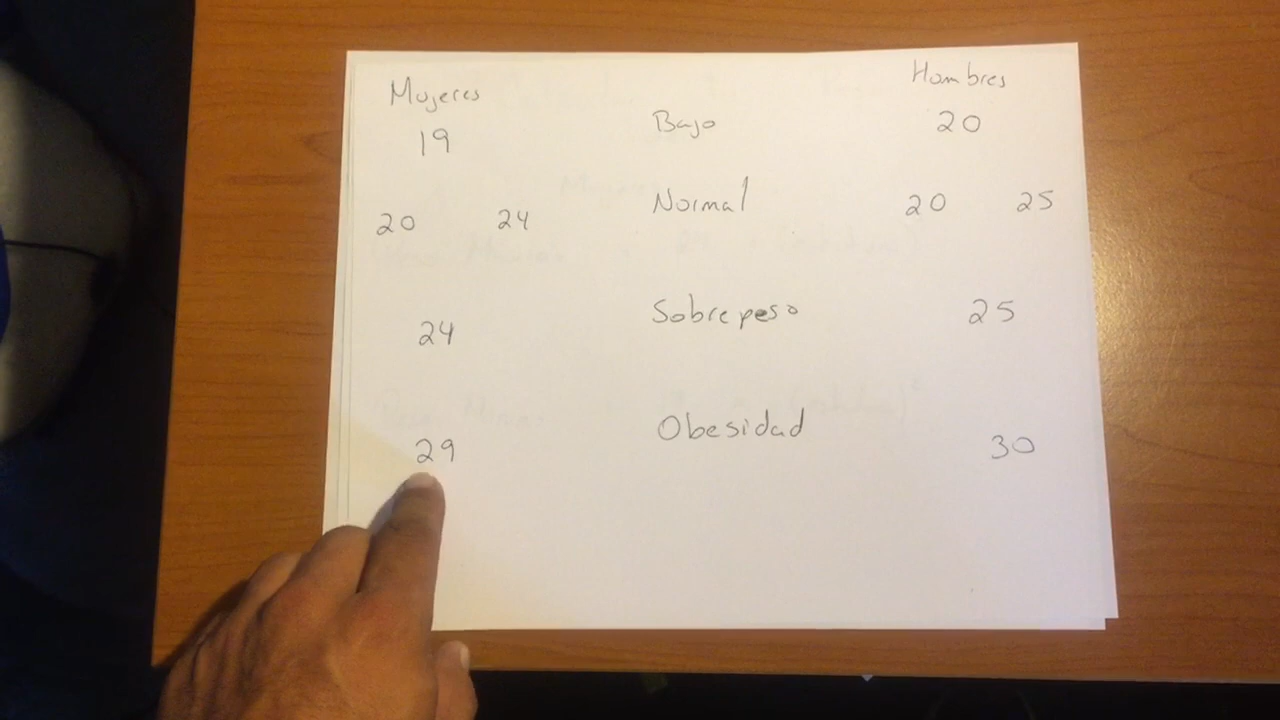 Mujeres Hombres
19 Bajo 20
20 24 Normal 20 25
24 Sobrepeso 25
29 Obesidad 30